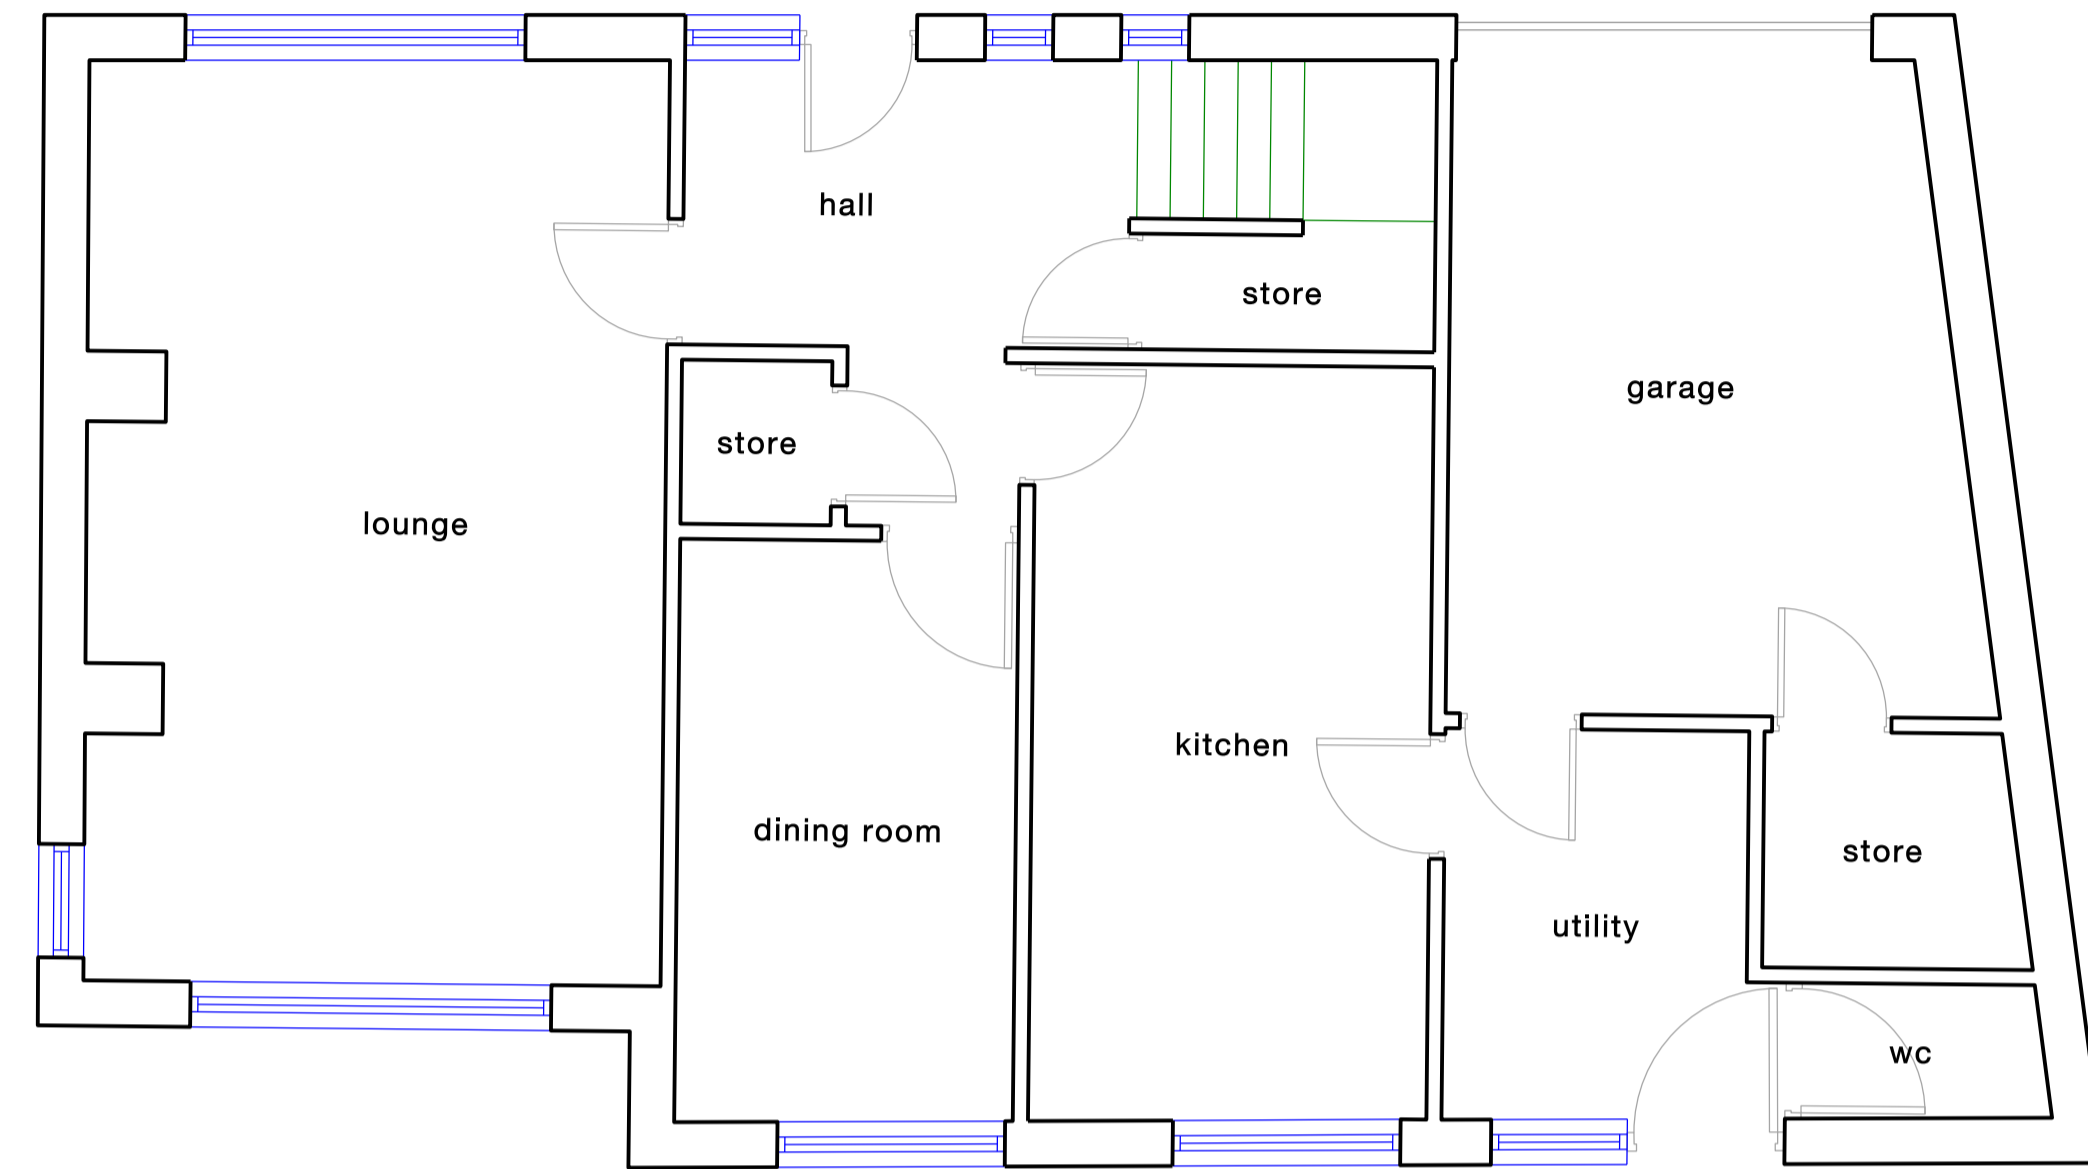 hall
store
garage
store
lounge
kitchen
dining room
store
utility
wc